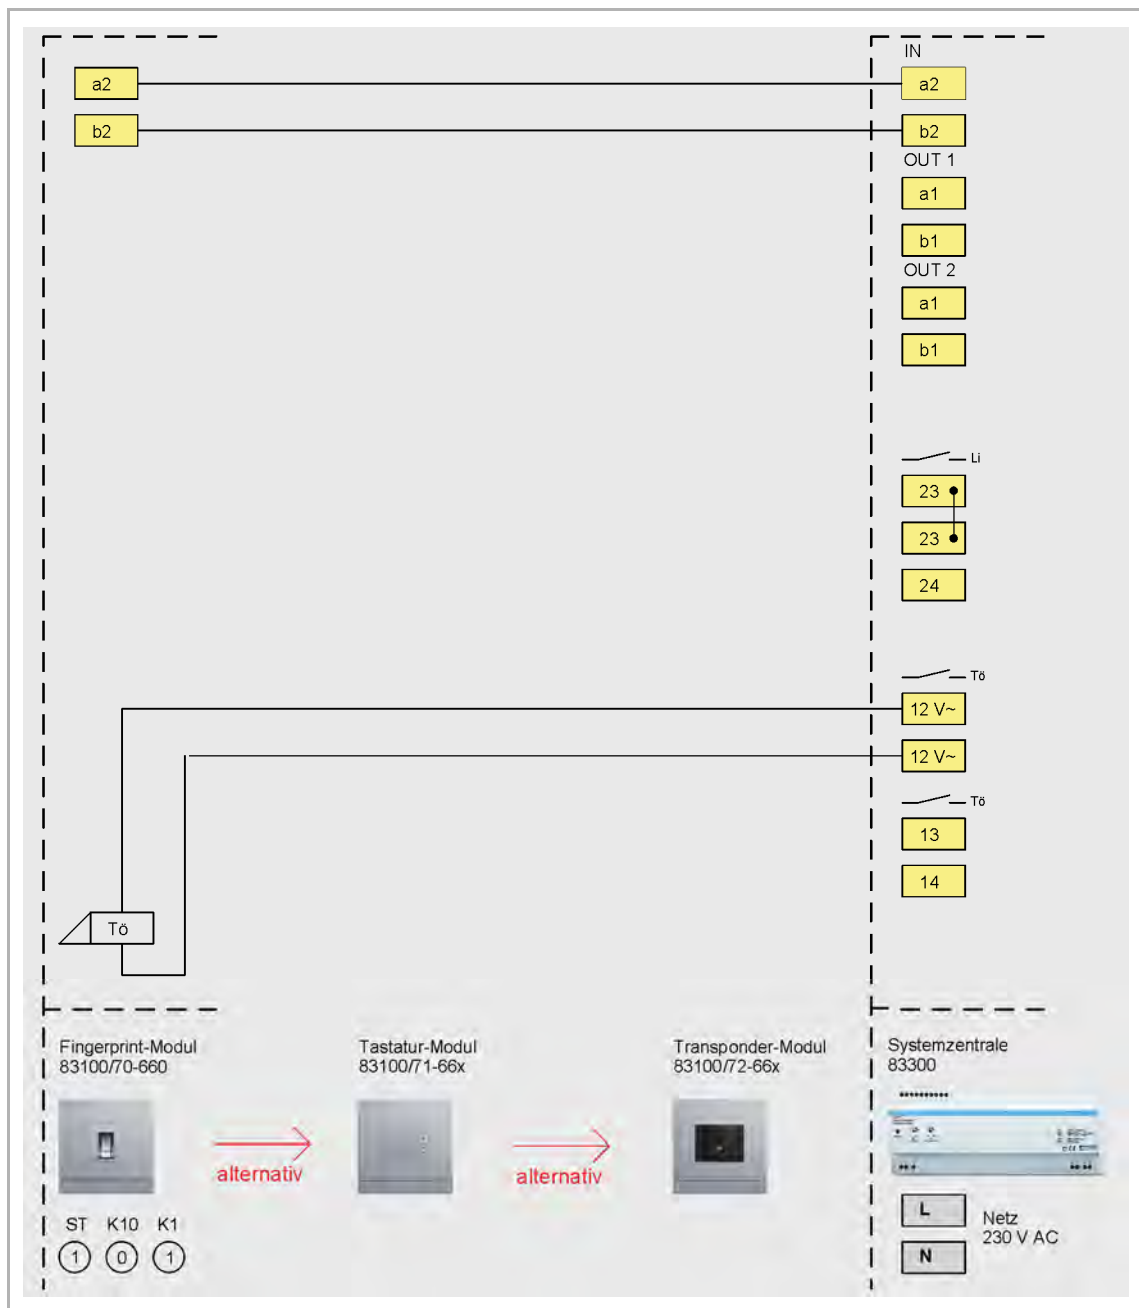 IN
a2
a2
b2
b2
OUT 1
a1
b1
OUT 2
a1
b1
Li
23
23
24
Tö
12 V~
12 V~
Tö
13
14
Tö
Fingerprint-Modul
83100/70-660
Tastatur-Modul
83100/71-66x
Transponder-Modul
83100/72-66x
Systemzentrale
83300
alternativ
alternativ
ST K10 K1
1 0 1
L
N
Netz
230 V AC